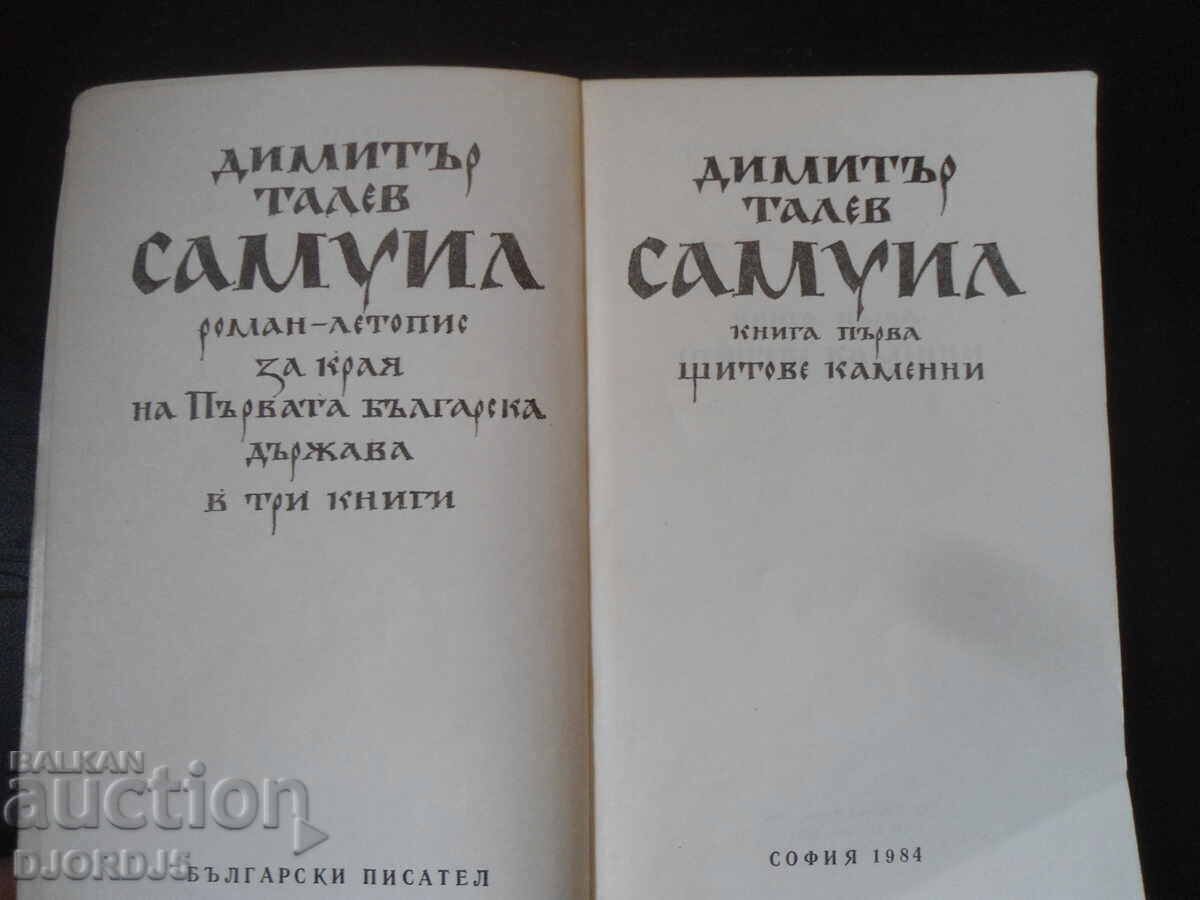 ДИМИТЪР
ТАЛЕВ
САМУИЛ
роман-летопис
за края
на Първата българска
държава
в три книги
БЪЛГАРСКИ ПИСАТЕЛ
ДИМИТЪР
ТАЛЕВ
САМУИЛ
книга първа
щитове каменни
СОФИЯ 1984
BALKAN
auction
DJORDJ5